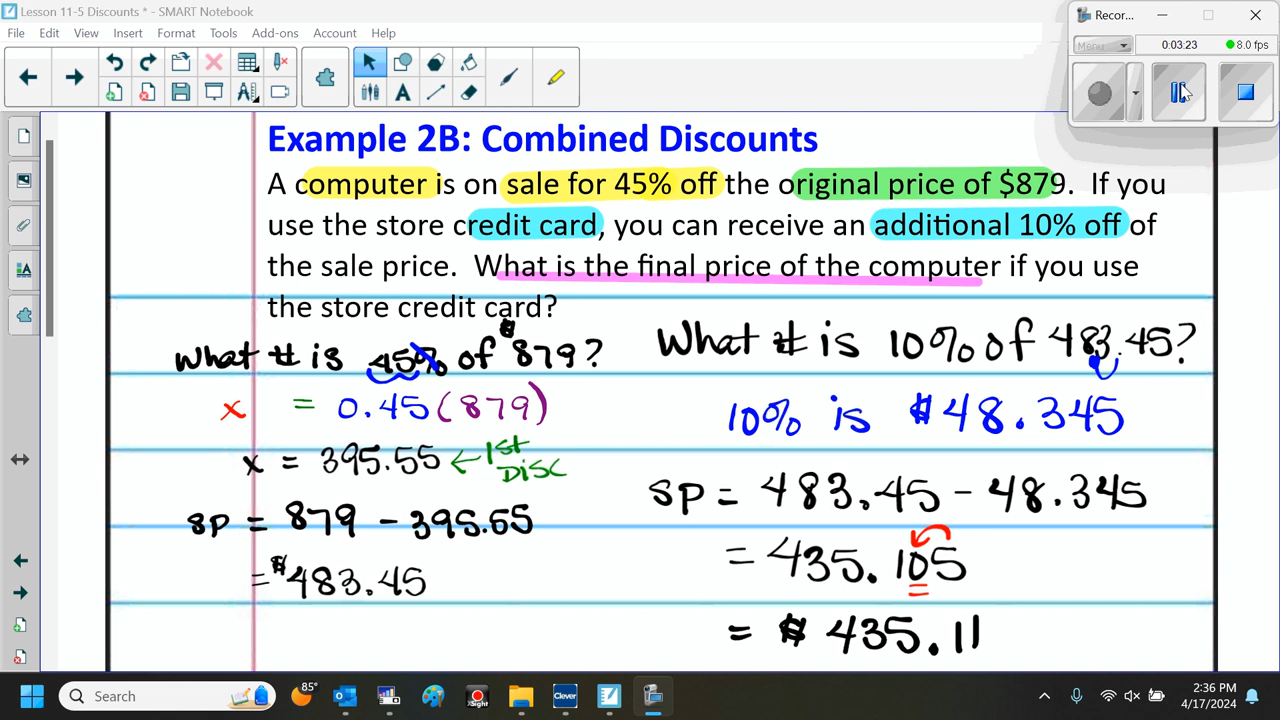 Lesson 11-5 Discounts * - SMART Notebook
File Edit View Insert Format Tools Add-ons Account Help
Recor...
Menu
0:03:23
8.0 fps
Example 2B: Combined Discounts
A computer is on sale for 45% off the original price of $879. If you
use the store credit card, you can receive an additional 10% off of
the sale price. What is the final price of the computer if you use
the store credit card?
What # is 45% of $879?
x = 0.45(879)
x = 395.55 ← 1st DISC
SP = 879 - 395.55
= $483.45
What # is 10% of 483.45?
10% is $48.345
SP = 483.45 - 48.345
= 435.105
= $435.11
Search
85°
iSight
Clever
2:36 PM
4/17/2024